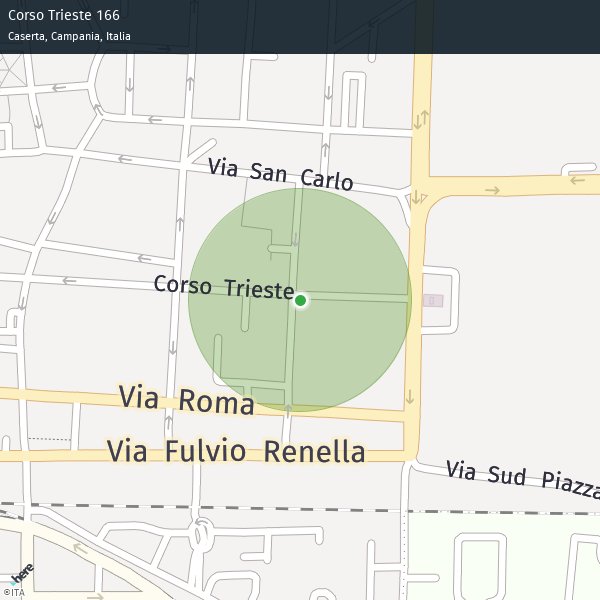 Corso Trieste 166
Caserta, Campania, Italia
Via San Carlo
Corso Trieste
Via Roma
Via Fulvio Renella
Via Sud Piazza
here
©ITA